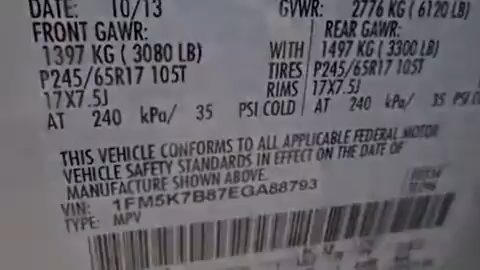 DATE: 10/13 GVWR: 2776 KG ( 6120 LB)
FRONT GAWR: REAR GAWR:
1397 KG ( 3080 LB) WITH 1497 KG ( 3300 LB)
P245/65R17 105T TIRES P245/65R17 105T
17X7.5J RIMS 17X7.5J
AT 240 kPa/ 35 PSI COLD AT 240 kPa/ 35 PSI
THIS VEHICLE CONFORMS TO ALL APPLICABLE FEDERAL MOTOR
VEHICLE SAFETY STANDARDS IN EFFECT ON THE DATE OF
MANUFACTURE SHOWN ABOVE.
VIN: 1FM5K7B87EGA88793
TYPE: MPV